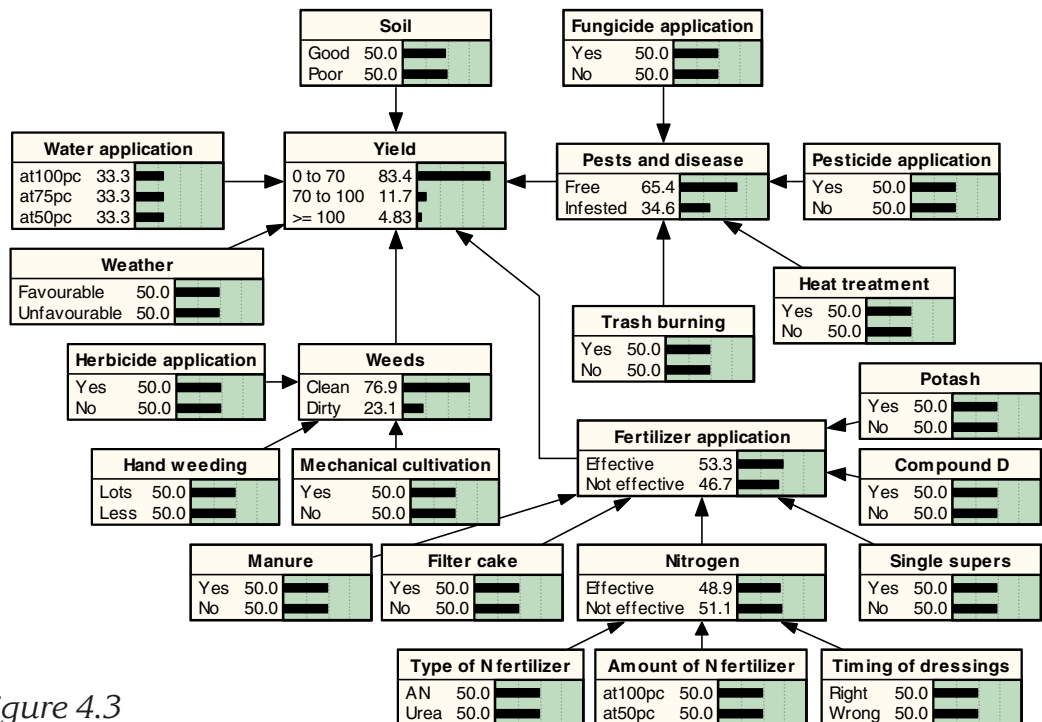 Soil
Good 50.0
Poor 50.0
Fungicide application
Yes 50.0
No 50.0
Water application
at100pc 33.3
at75pc 33.3
at50pc 33.3
Yield
0 to 70 83.4
70 to 100 11.7
>= 100 4.83
Pests and disease
Free 65.4
Infested 34.6
Pesticide application
Yes 50.0
No 50.0
Weather
Favourable 50.0
Unfavourable 50.0
Heat treatment
Yes 50.0
No 50.0
Trash burning
Yes 50.0
No 50.0
Herbicide application
Yes 50.0
No 50.0
Weeds
Clean 76.9
Dirty 23.1
Potash
Yes 50.0
No 50.0
Fertilizer application
Effective 53.3
Not effective 46.7
Hand weeding
Lots 50.0
Less 50.0
Mechanical cultivation
Yes 50.0
No 50.0
Compound D
Yes 50.0
No 50.0
Manure
Yes 50.0
No 50.0
Filter cake
Yes 50.0
No 50.0
Nitrogen
Effective 48.9
Not effective 51.1
Single supers
Yes 50.0
No 50.0
Type of N fertilizer
AN 50.0
Urea 50.0
Amount of N fertilizer
at100pc 50.0
at50pc 50.0
Timing of dressings
Right 50.0
Wrong 50.0
igure 4.3